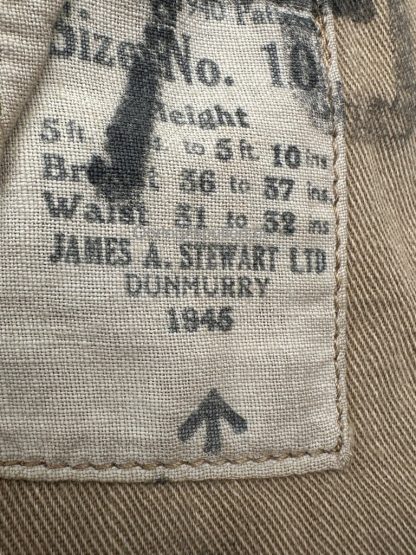 Size No. 10
Height
5 ft. to 5 ft. 10 ins
Breast 36 to 37 ins
Waist 31 to 32 ins
JAMES A. STEWART LTD
DUNMURRY
1945